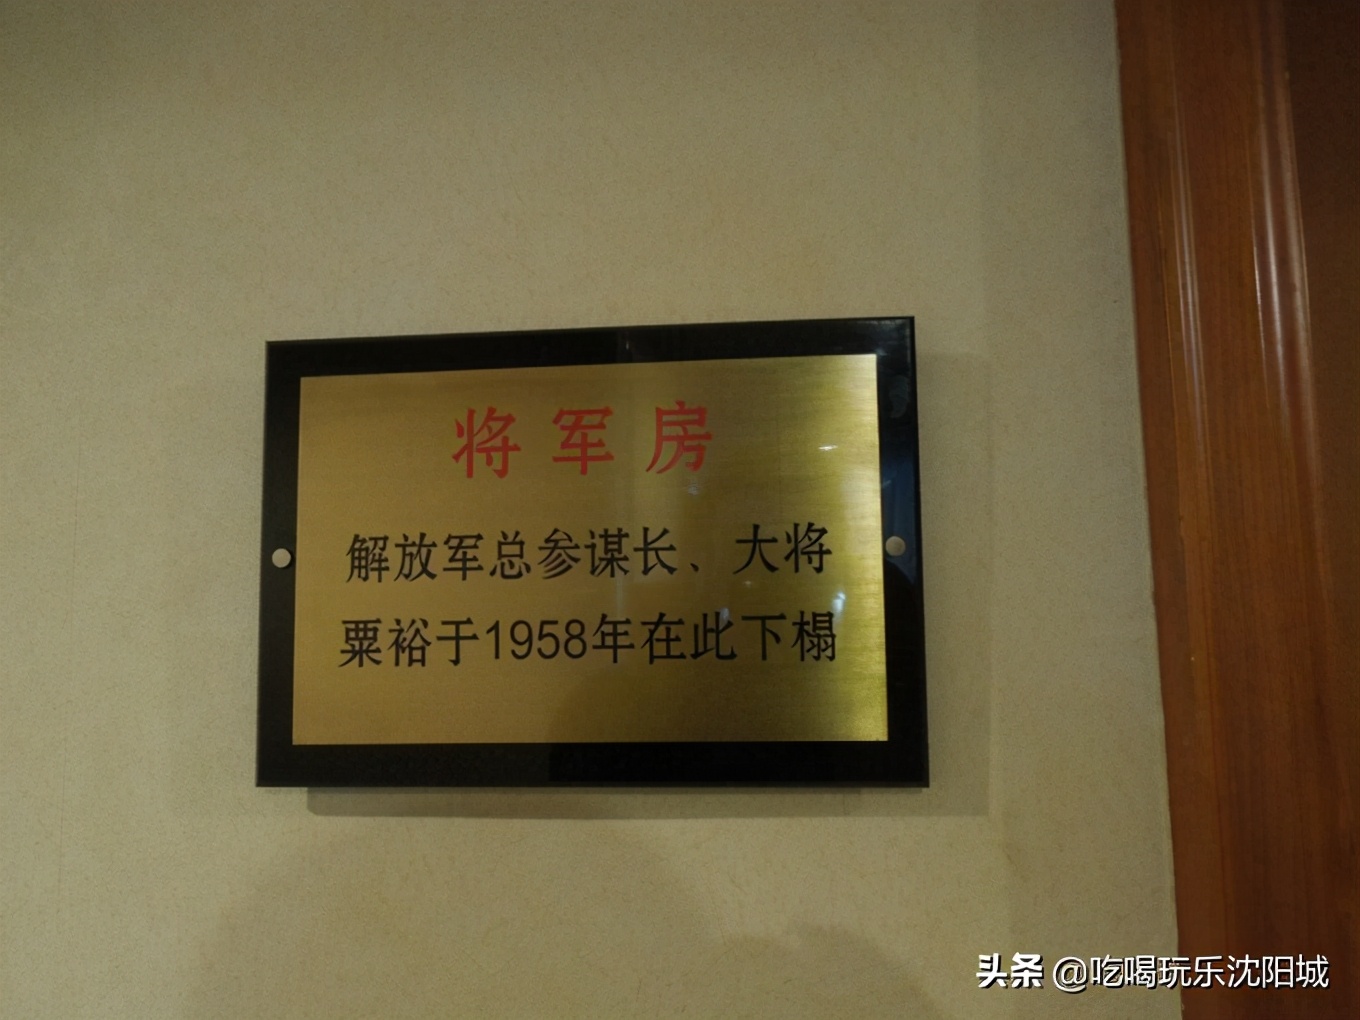 将军房
解放军总参谋长、大将
粟裕于1958年在此下榻
头条 @吃喝玩乐沈阳城